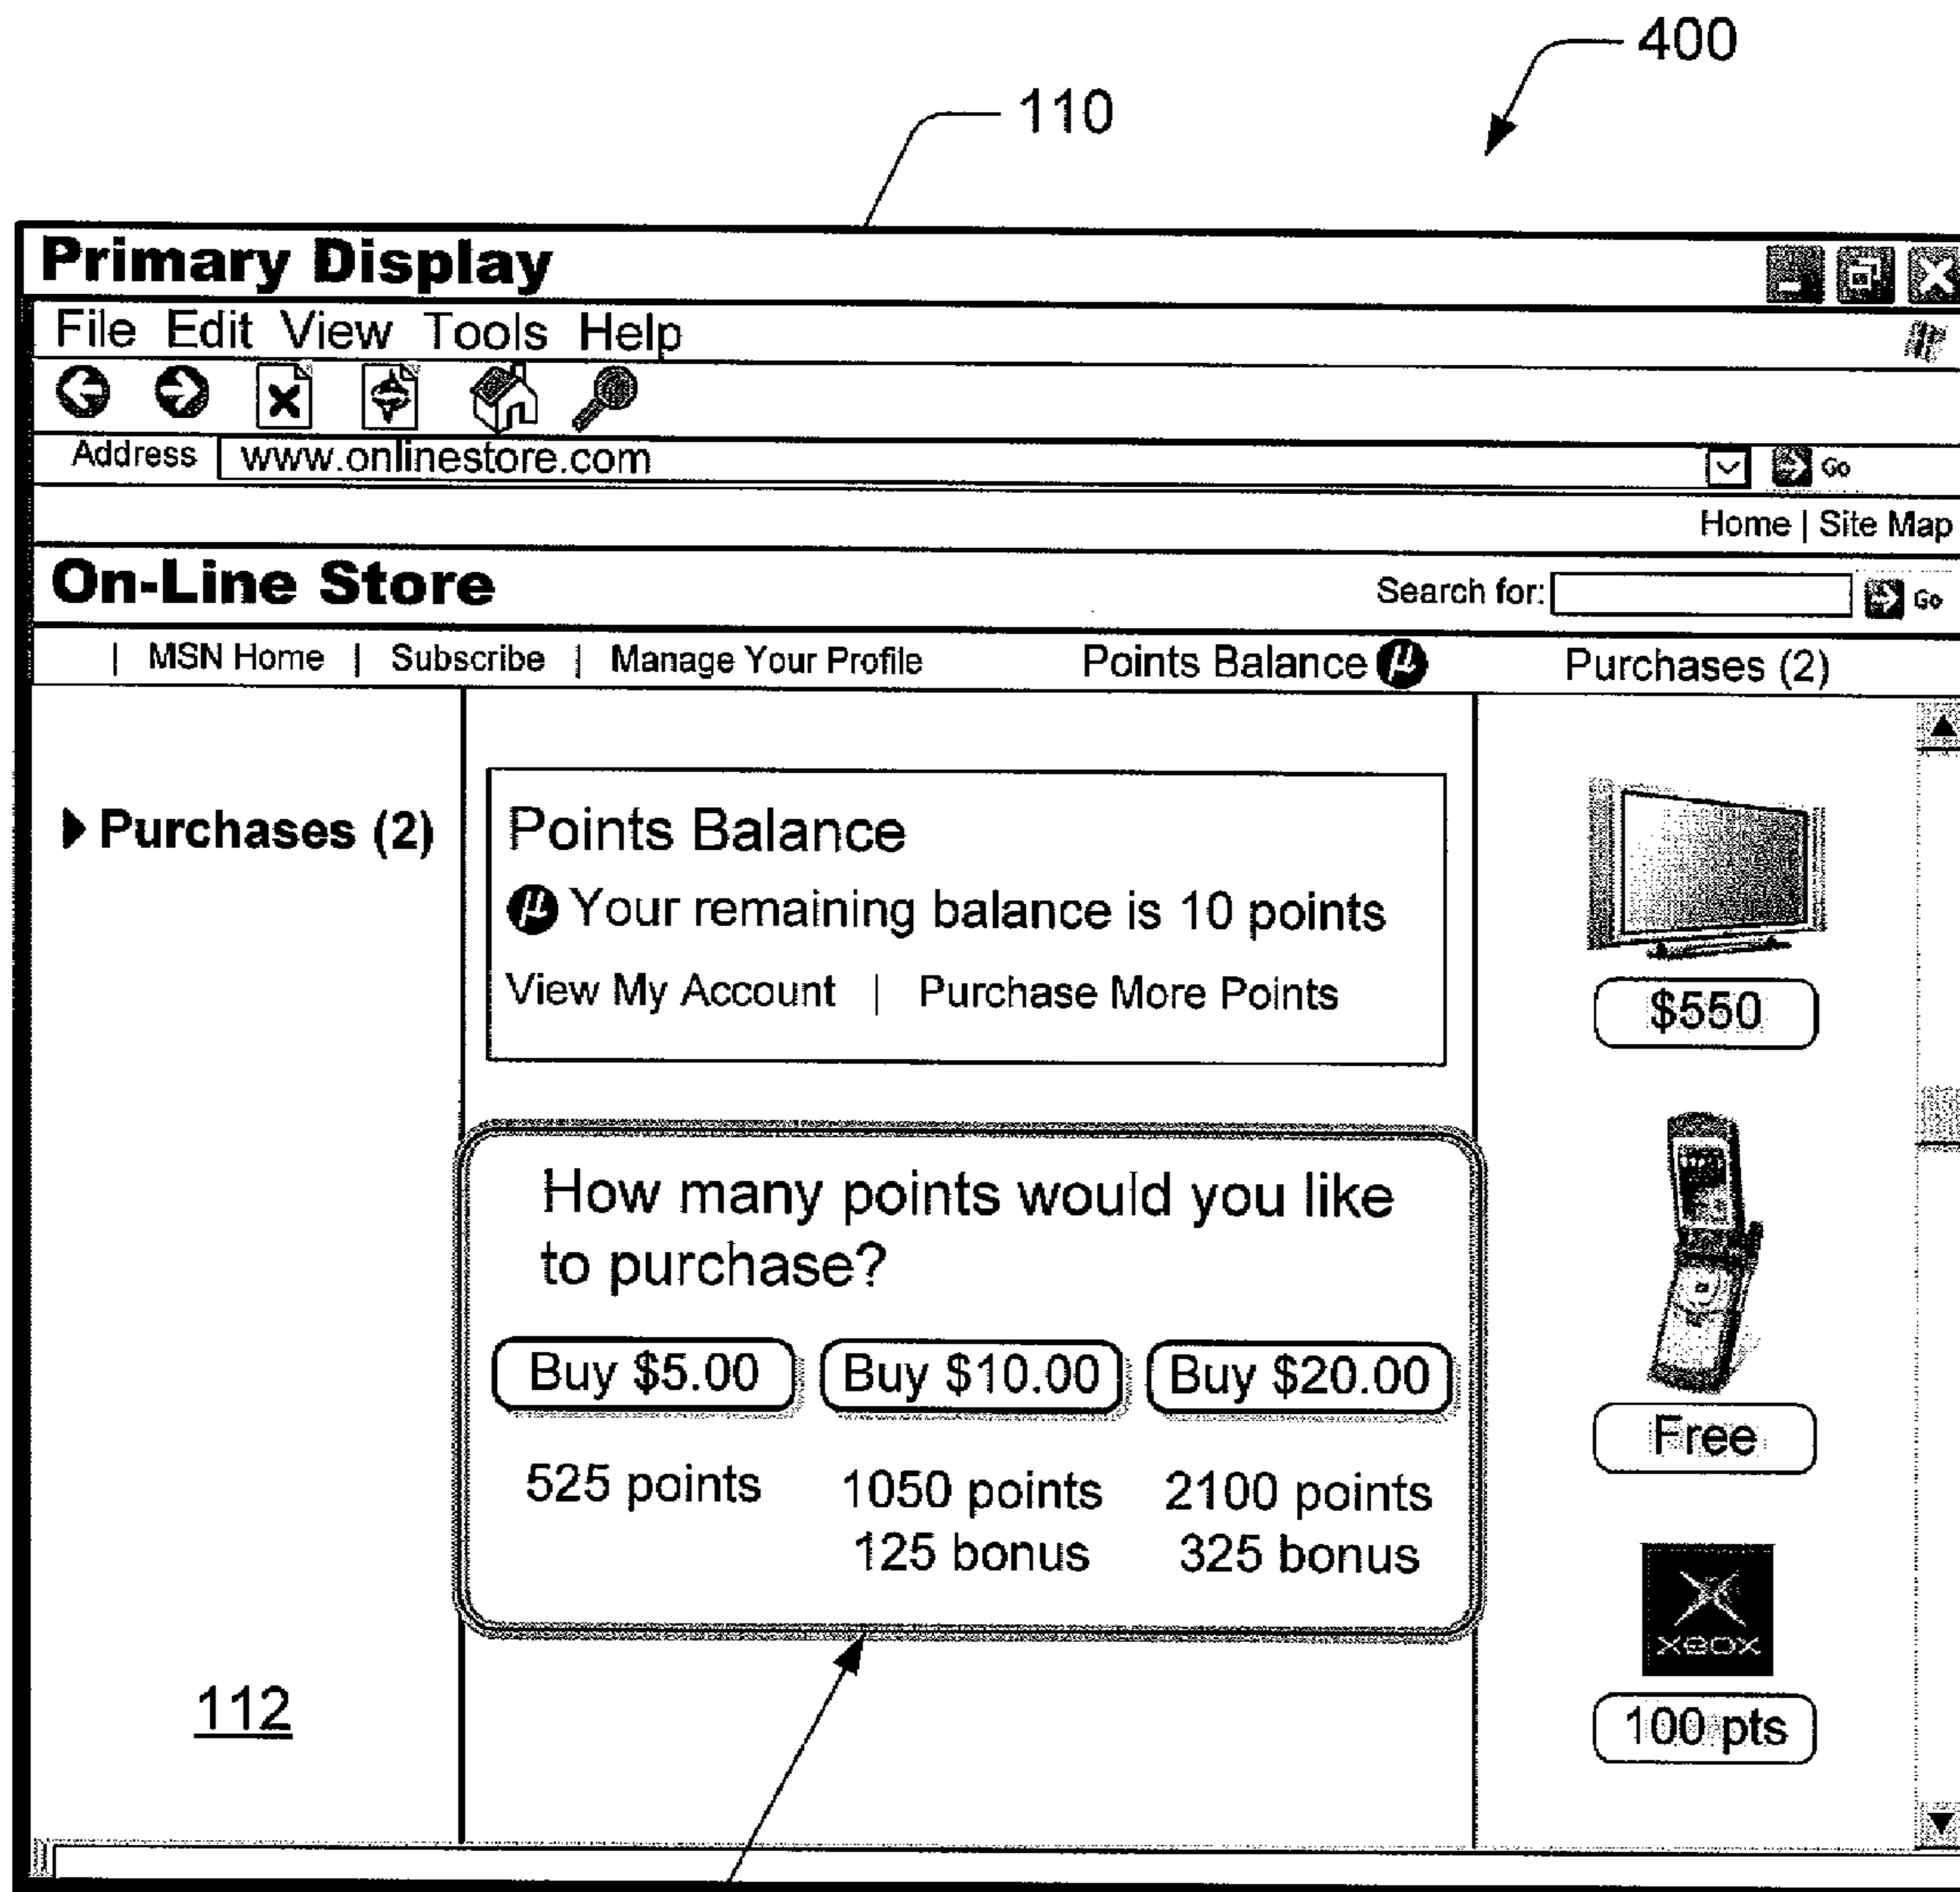 400
110
Primary Display
File Edit View Tools Help
Address www.onlinestore.com Go
Home | Site Map
On-Line Store Search for: Go
| MSN Home | Subscribe | Manage Your Profile Points Balance μ Purchases (2)
Purchases (2)
Points Balance
μ Your remaining balance is 10 points
View My Account | Purchase More Points
$550
How many points would you like
to purchase?
Buy $5.00 Buy $10.00 Buy $20.00
Free
525 points 1050 points 2100 points
125 bonus 325 bonus
XBOX
112
100 pts